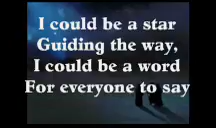 I could be a star
Guiding the way,
I could be a word
For everyone to say